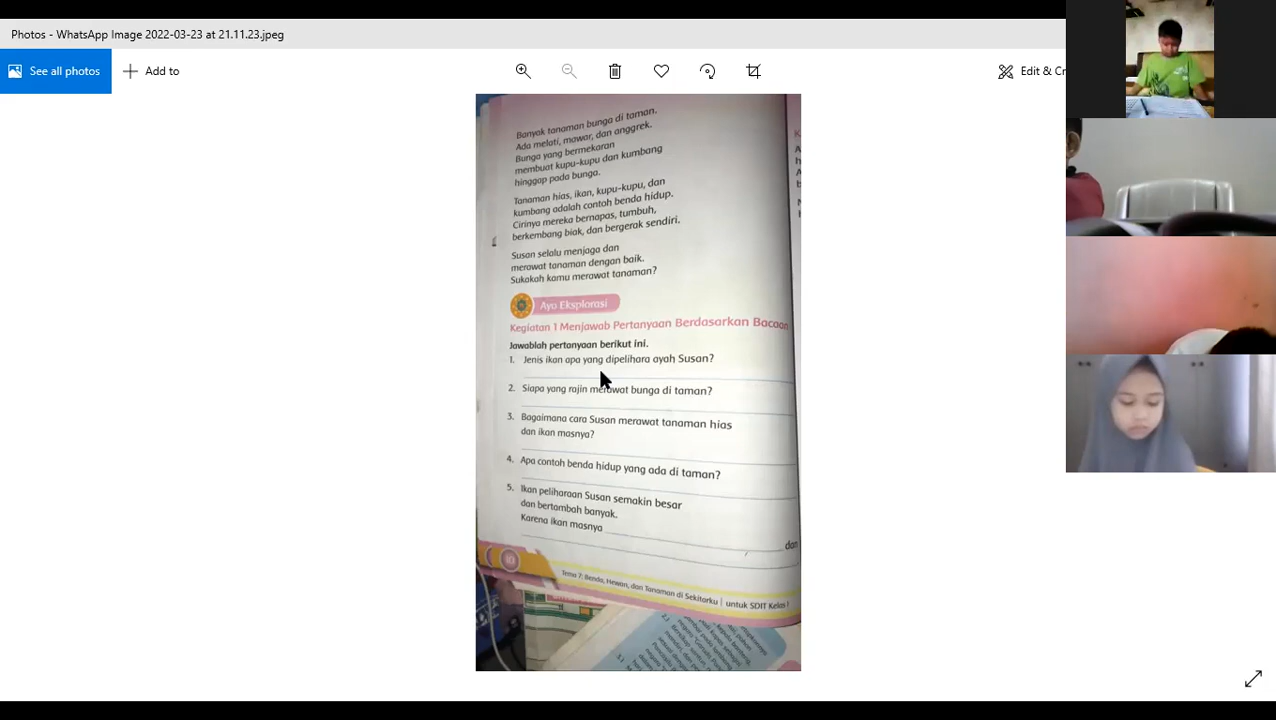 Photos - WhatsApp Image 2022-03-23 at 21.11.23.jpeg
See all photos
Add to
Edit & Cr
Banyak tanaman bunga di taman.
Ada melati, mawar, dan anggrek.
Bunga yang bermekaran
membuat kupu-kupu dan kumbang
hinggap pada bunga.
Tanaman hias, ikan, kupu-kupu, dan
kumbang adalah contoh benda hidup.
Cirinya mereka bernapas, tumbuh,
berkembang biak, dan bergerak sendiri.
Susan selalu menjaga dan
merawat tanaman dengan baik.
Sukakah kamu merawat tanaman?
Ayo Eksplorasi
Kegiatan 1 Menjawab Pertanyaan Berdasarkan Bacaan
Jawablah pertanyaan berikut ini.
1. Jenis ikan apa yang dipelihara ayah Susan?
2. Siapa yang rajin merawat bunga di taman?
3. Bagaimana cara Susan merawat tanaman hias
dan ikan masnya?
4. Apa contoh benda hidup yang ada di taman?
5. Ikan peliharaan Susan semakin besar
dan bertambah banyak.
Karena ikan masnya
dan
Tema 7: Benda, Hewan, dan Tanaman di Sekitarku | untuk SDIT Kelas I